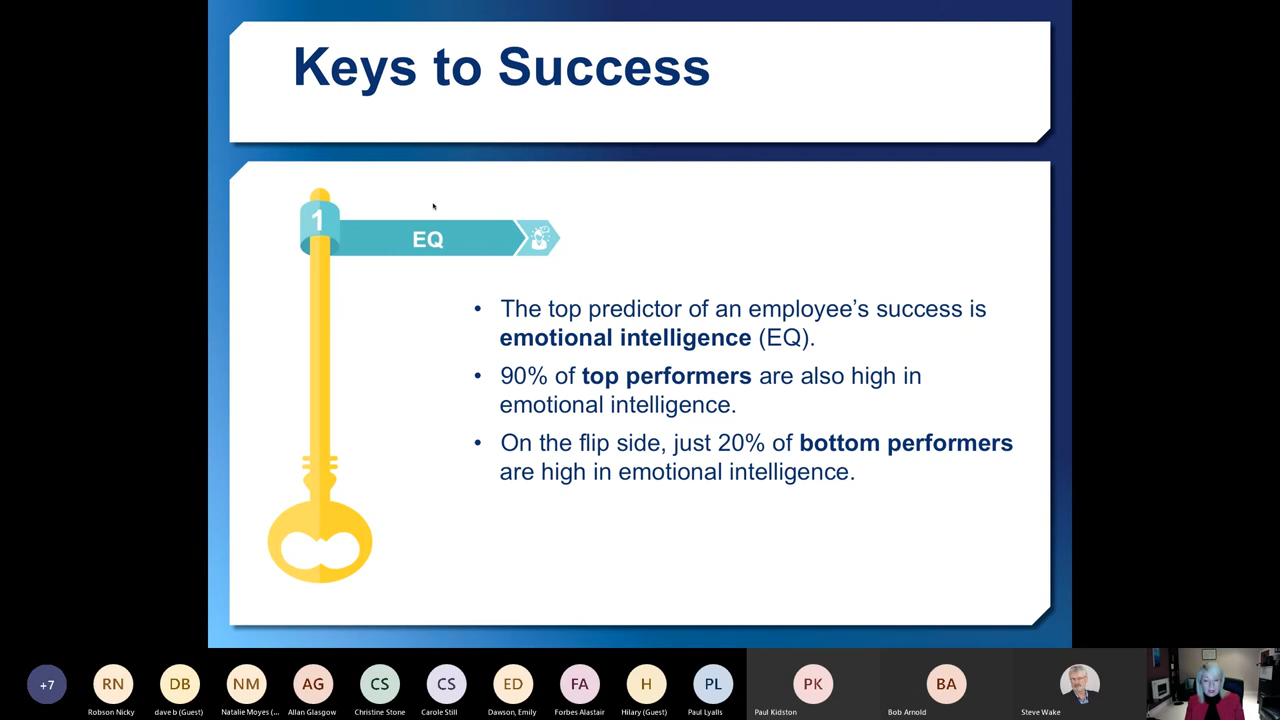 Keys to Success
1
EQ
• The top predictor of an employee's success is
emotional intelligence (EQ).
• 90% of top performers are also high in
emotional intelligence.
• On the flip side, just 20% of bottom performers
are high in emotional intelligence.
+7
RN
DB
NM
AG
CS
CS
ED
FA
H
PL
PK
BA
Robson Nicky
dave b (Guest)
Natalie Moyes (...
Allan Glasgow
Christine Stone
Carole Still
Dawson, Emily
Forbes Alastair
Hilary (Guest)
Paul Lyalls
Paul Kidston
Bob Arnold
Steve Wake